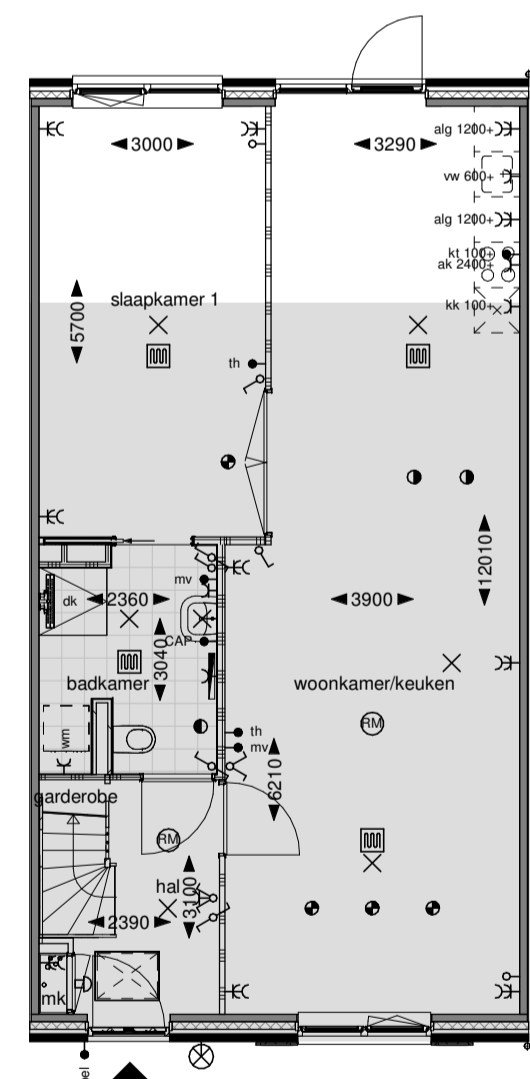 alg 1200+
3000
3290
vw 600+
alg 1200+
kt 100+
ak 2400+
slaapkamer 1
kk 100+
5700
th
12010
mv
dk
2360
3900
3040
CAP
badkamer
woonkamer/keuken
RM
wm
th
mv
6210
garderobe
RM
hal
3100
2390
mk
bel